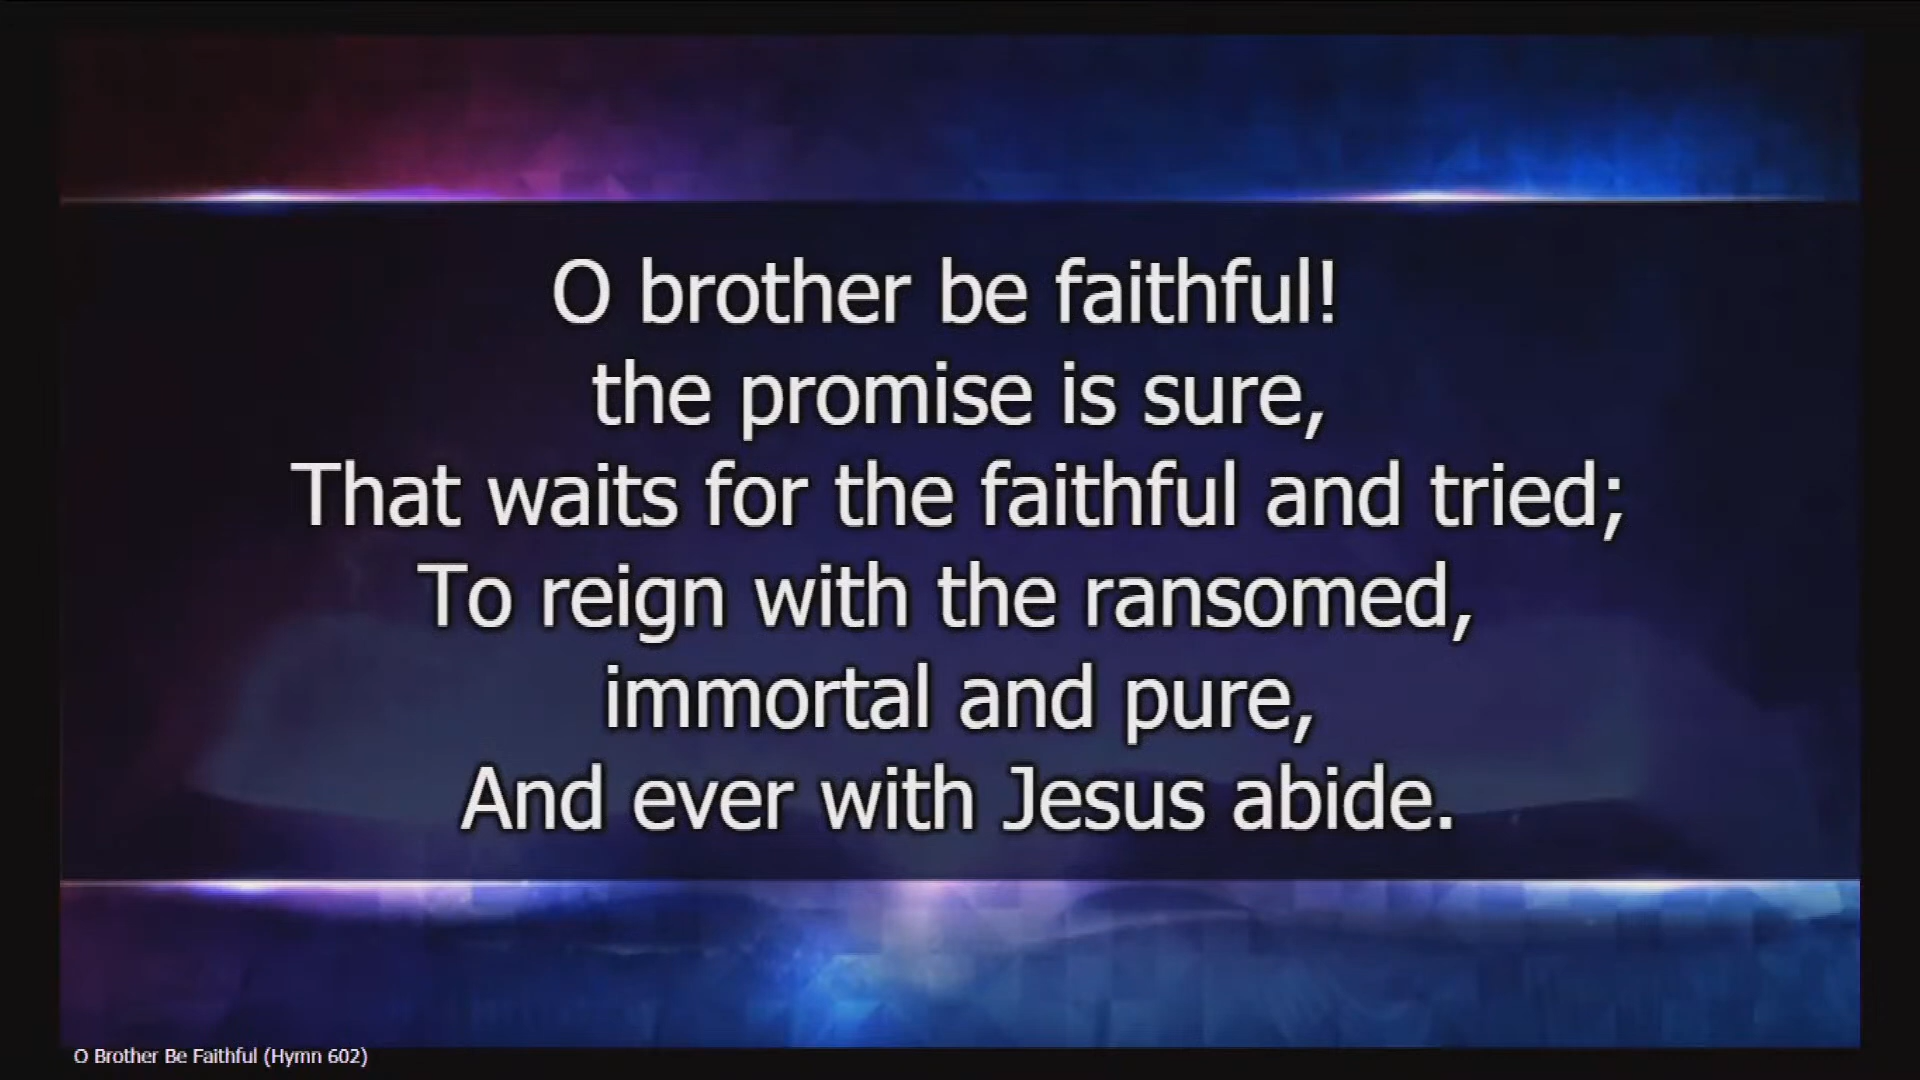 O brother be faithful!
the promise is sure,
That waits for the faithful and tried;
To reign with the ransomed,
immortal and pure,
And ever with Jesus abide.
O Brother Be Faithful (Hymn 602)